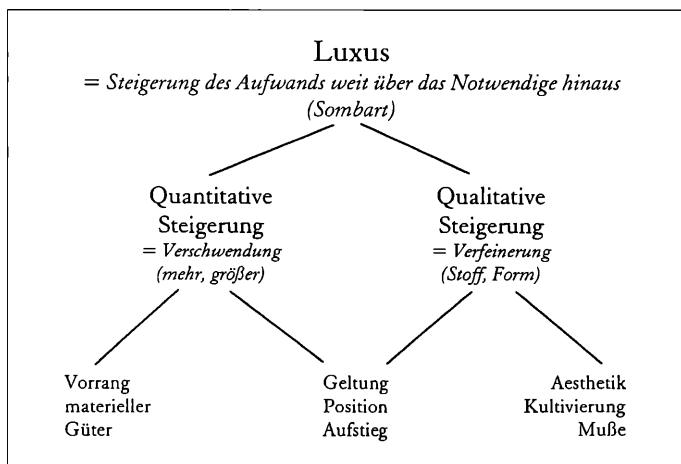 Luxus
= Steigerung des Aufwands weit über das Notwendige hinaus
(Sombart)
Quantitative
Steigerung
= Verschwendung
(mehr, größer)
Qualitative
Steigerung
= Verfeinerung
(Stoff, Form)
Vorrang
materieller
Güter
Geltung
Position
Aufstieg
Aesthetik
Kultivierung
Muße